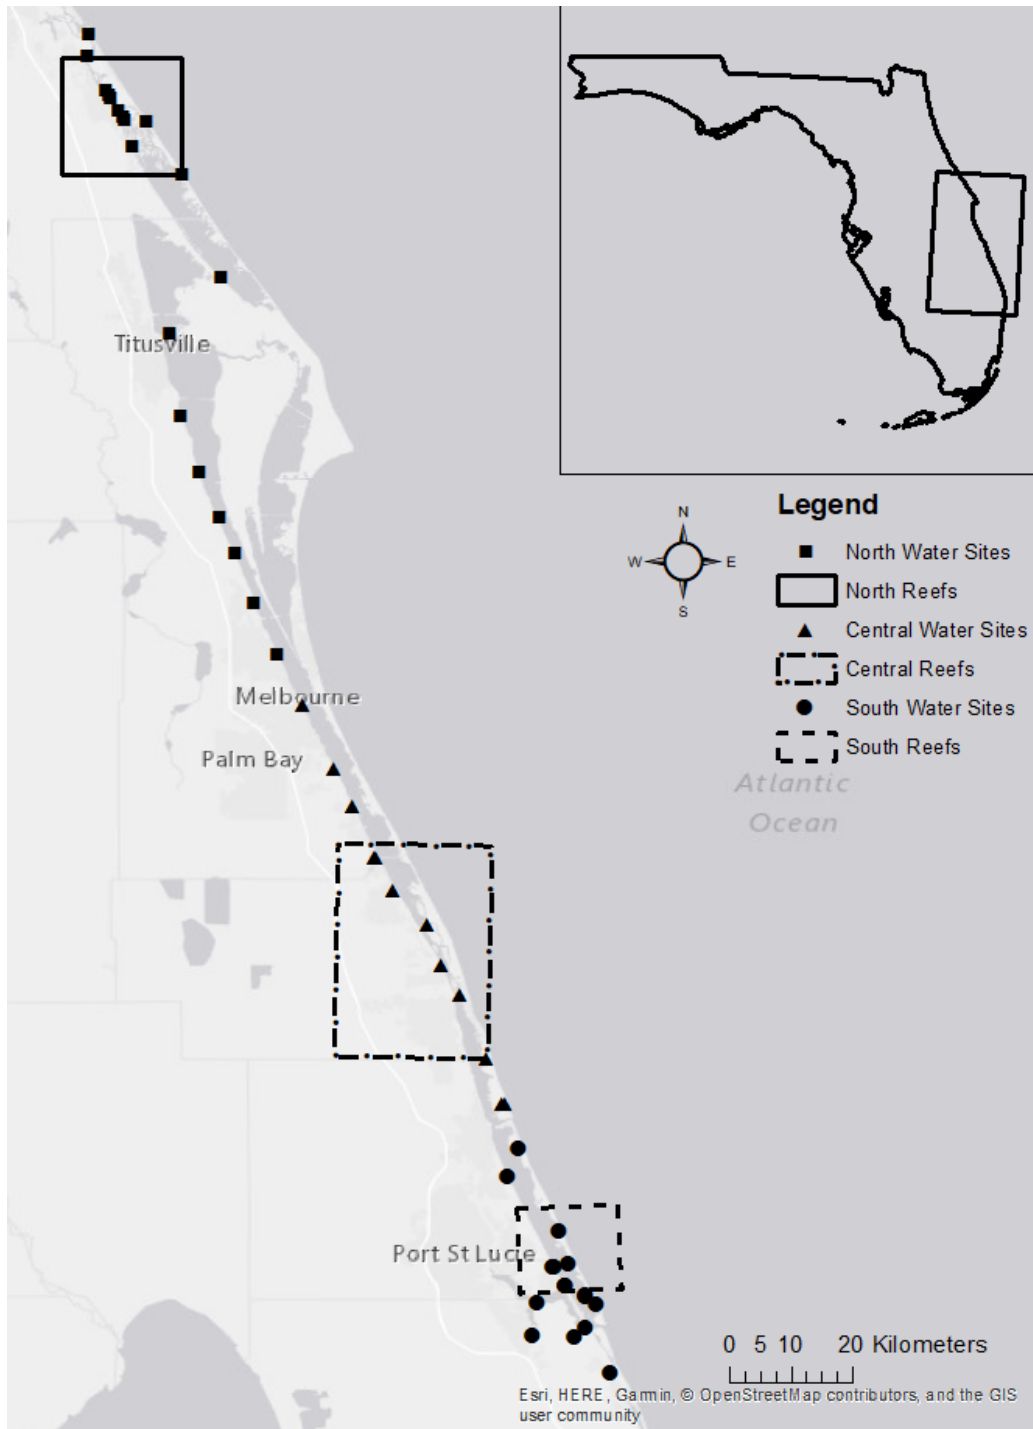 Titusville
Melbourne
Palm Bay
Port St Lucie
N
W E
S
Legend
North Water Sites
North Reefs
Central Water Sites
Central Reefs
South Water Sites
South Reefs
Atlantic
Ocean
0 5 10 20 Kilometers
Esri, HERE, Garmin, © OpenStreetMap contributors, and the GIS
user community